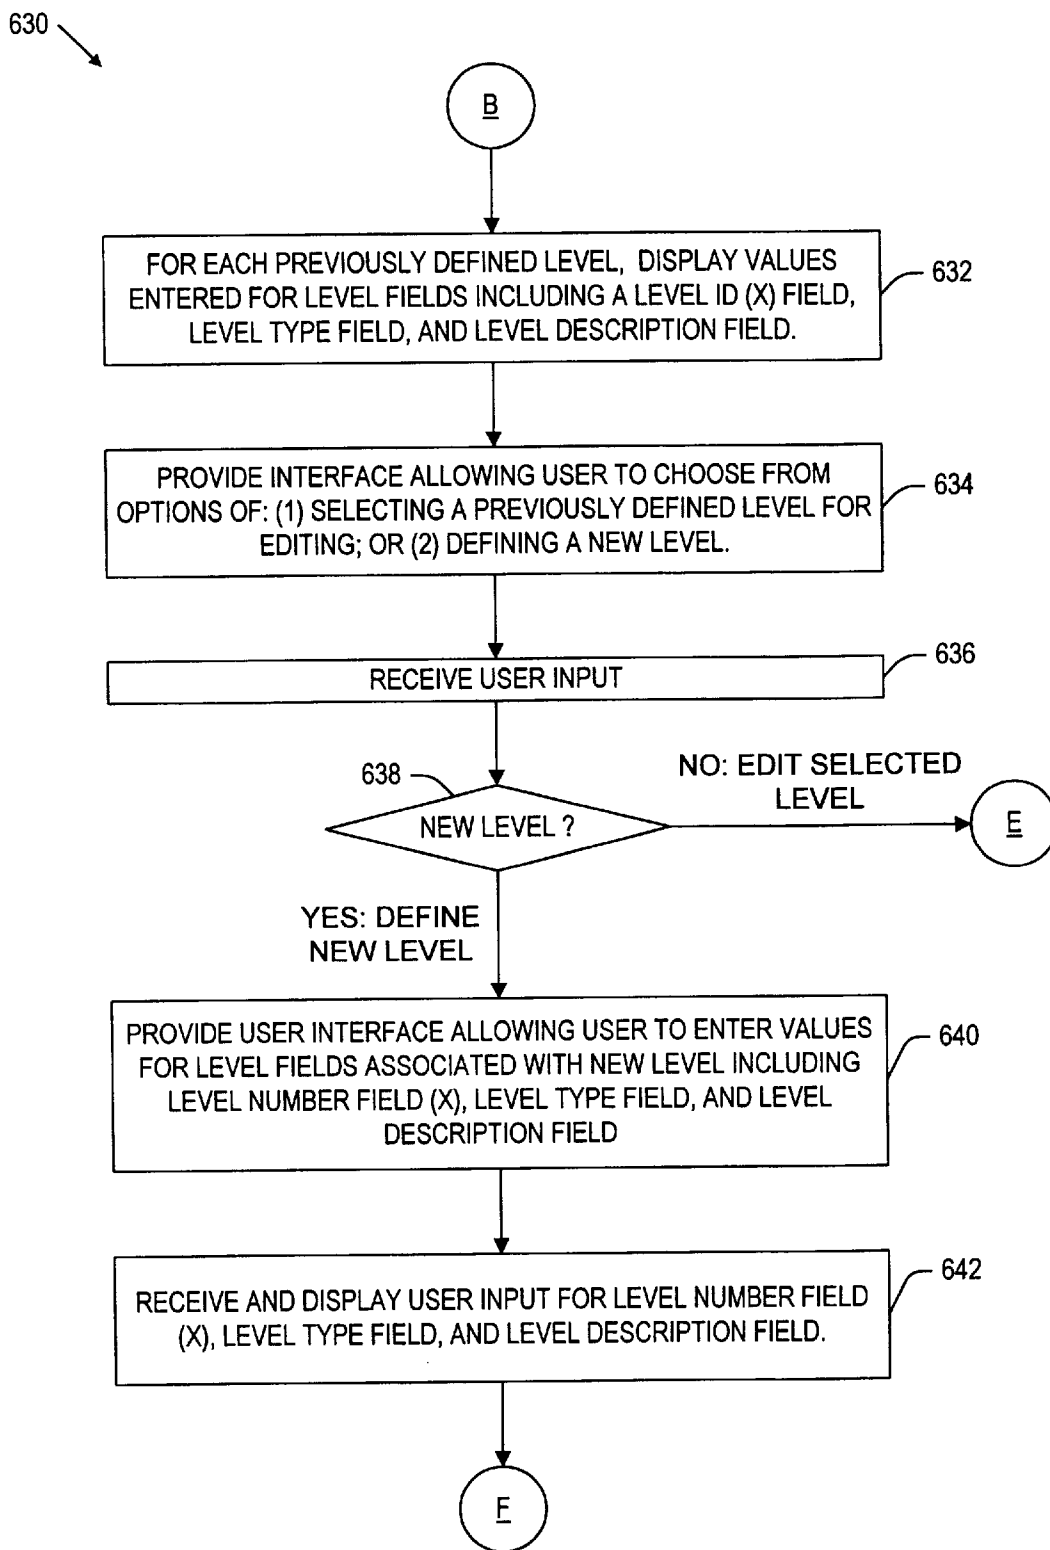 630
B
FOR EACH PREVIOUSLY DEFINED LEVEL, DISPLAY VALUES
ENTERED FOR LEVEL FIELDS INCLUDING A LEVEL ID (X) FIELD,
LEVEL TYPE FIELD, AND LEVEL DESCRIPTION FIELD.
632
PROVIDE INTERFACE ALLOWING USER TO CHOOSE FROM
OPTIONS OF: (1) SELECTING A PREVIOUSLY DEFINED LEVEL FOR
EDITING; OR (2) DEFINING A NEW LEVEL.
634
RECEIVE USER INPUT
636
638
NEW LEVEL ?
NO: EDIT SELECTED
LEVEL
E
YES: DEFINE
NEW LEVEL
PROVIDE USER INTERFACE ALLOWING USER TO ENTER VALUES
FOR LEVEL FIELDS ASSOCIATED WITH NEW LEVEL INCLUDING
LEVEL NUMBER FIELD (X), LEVEL TYPE FIELD, AND LEVEL
DESCRIPTION FIELD
640
RECEIVE AND DISPLAY USER INPUT FOR LEVEL NUMBER FIELD
(X), LEVEL TYPE FIELD, AND LEVEL DESCRIPTION FIELD.
642
F